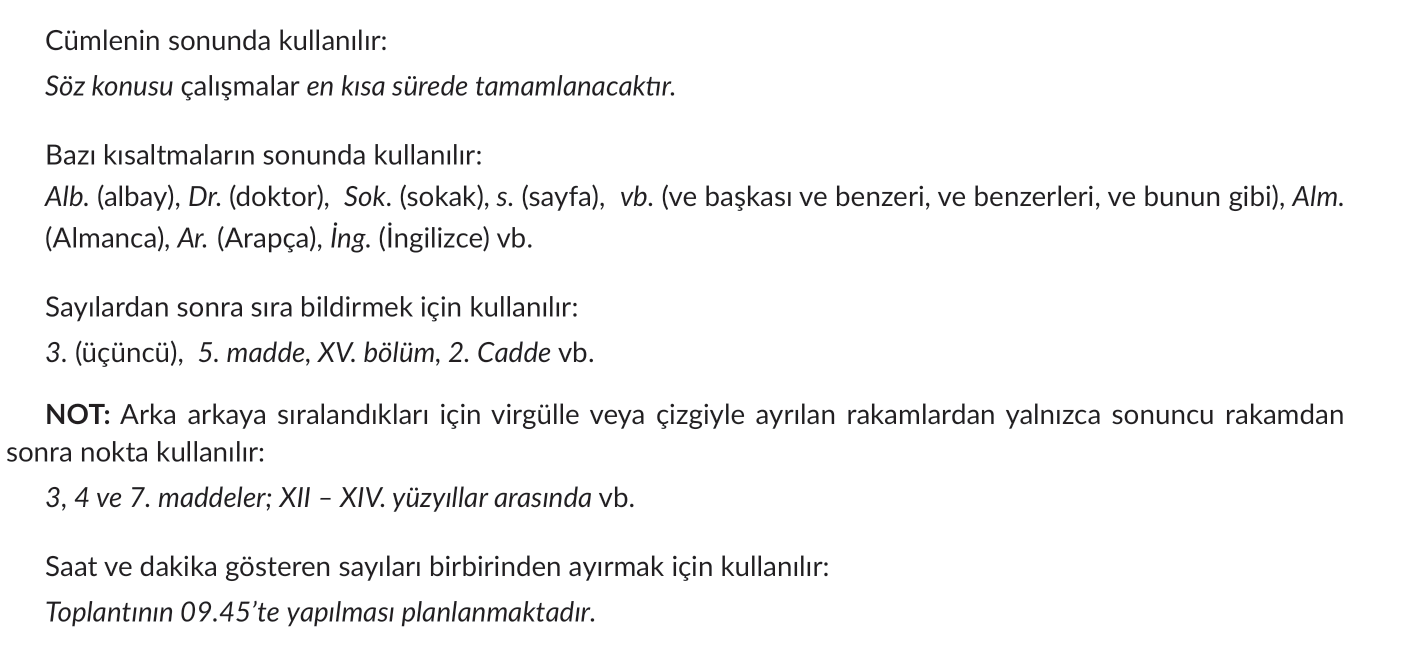 Cümlenin sonunda kullanılır:
Söz konusu çalışmalar en kısa sürede tamamlanacaktır.
Bazı kısaltmaların sonunda kullanılır:
Alb. (albay), Dr. (doktor), Sok. (sokak), s. (sayfa), vb. (ve başkası ve benzeri, ve benzerleri, ve bunun gibi), Alm.
(Almanca), Ar. (Arapça), İng. (İngilizce) vb.
Sayılardan sonra sıra bildirmek için kullanılır:
3. (üçüncü), 5. madde, XV. bölüm, 2. Cadde vb.
NOT: Arka arkaya sıralandıkları için virgülle veya çizgiyle ayrılan rakamlardan yalnızca sonuncu rakamdan
sonra nokta kullanılır:
3, 4 ve 7. maddeler; XII – XIV. yüzyıllar arasında vb.
Saat ve dakika gösteren sayıları birbirinden ayırmak için kullanılır:
Toplantının 09.45’te yapılması planlanmaktadır.